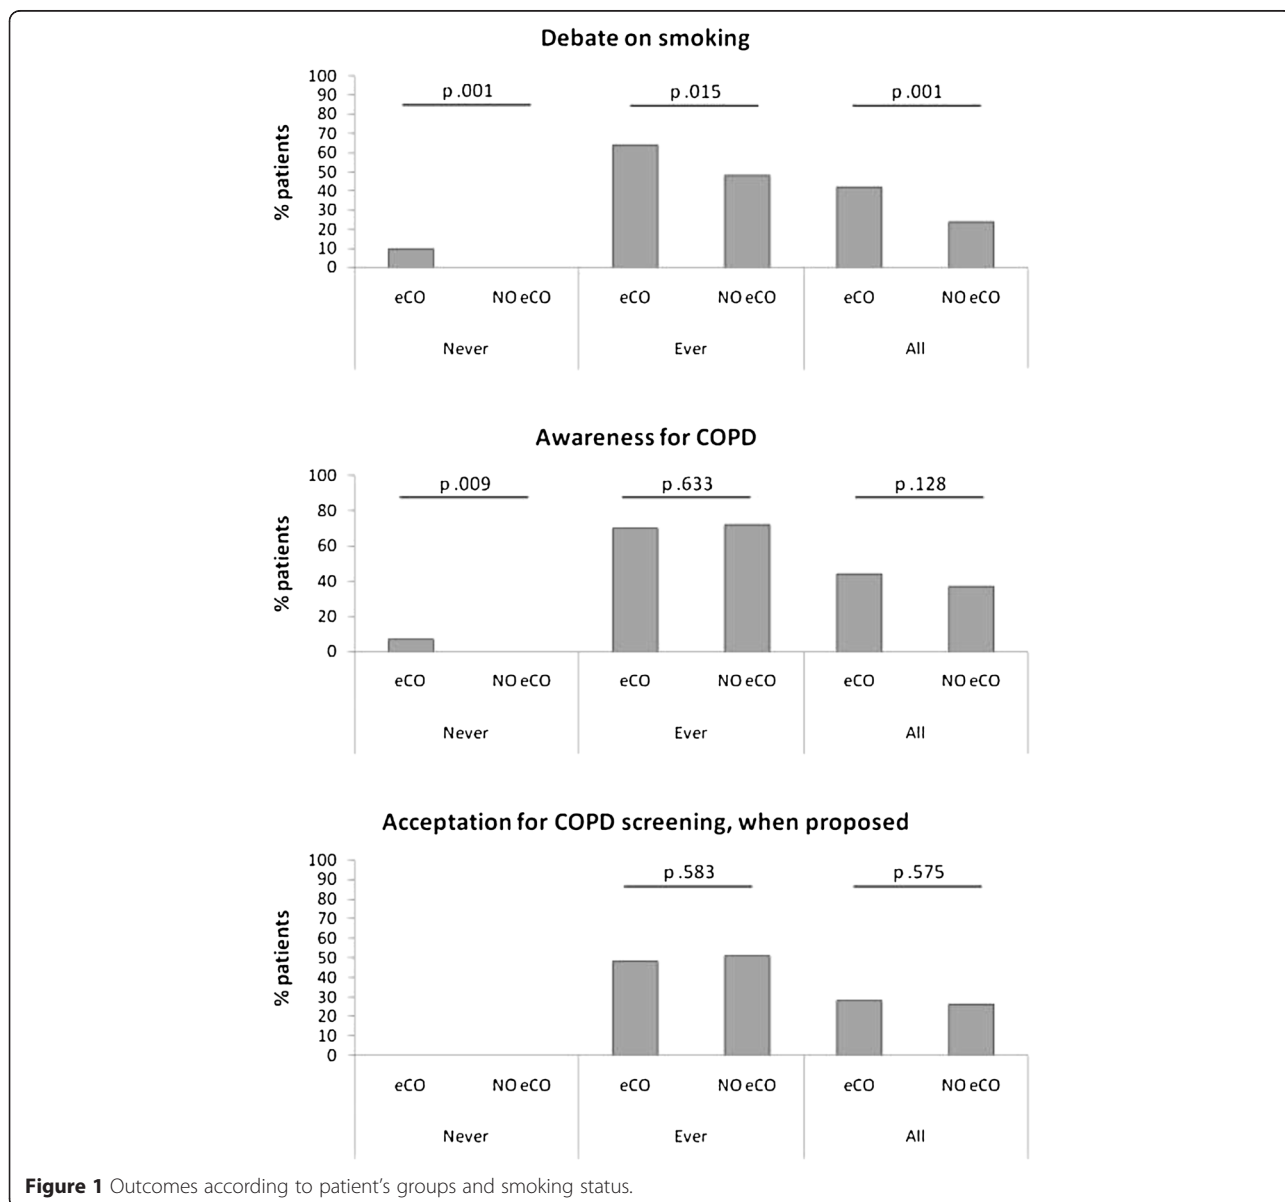 Debate on smoking
100
90
80
70
60
50
40
30
20
10
0
% patients
p .001
p .015
p .001
eCO NO eCO eCO NO eCO eCO NO eCO
Never Ever All
Awareness for COPD
100
80
60
40
20
0
% patients
p .009
p .633
p .128
eCO NO eCO eCO NO eCO eCO NO eCO
Never Ever All
Acceptation for COPD screening, when proposed
100
90
80
70
60
50
40
30
20
10
0
% patients
p .583
p .575
eCO NO eCO eCO NO eCO eCO NO eCO
Never Ever All
Figure 1 Outcomes according to patient's groups and smoking status.